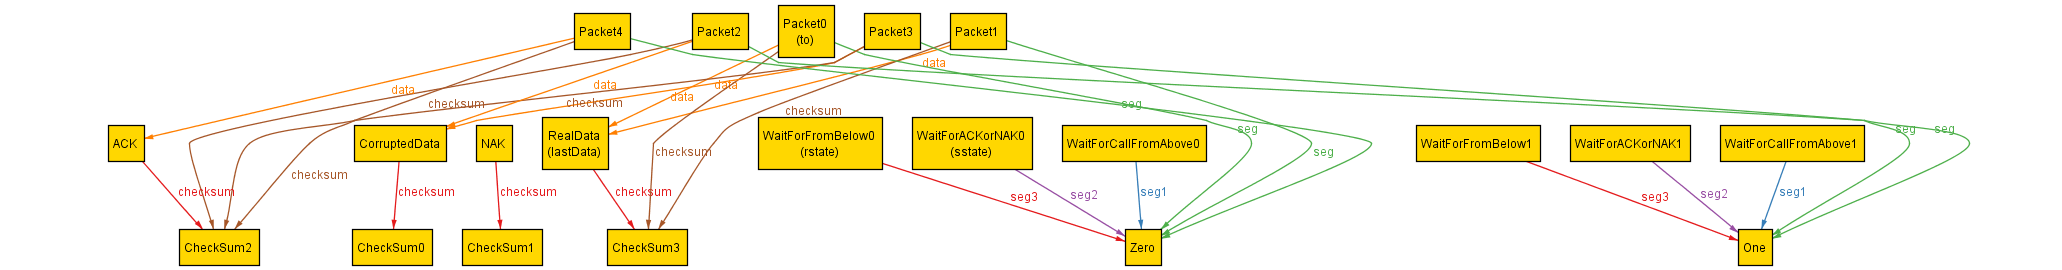 Packet4
Packet2
Packet0
(to)
Packet3
Packet1
data
data
data
data
checksum
checksum
checksum
seg
seg
seg
seg
seg
ACK
CorruptedData
NAK
RealData
(lastData)
WaitForFromBelow0
(rstate)
WaitForACKorNAK0
(sstate)
WaitForCallFromAbove0
WaitForFromBelow1
WaitForACKorNAK1
WaitForCallFromAbove1
checksum
checksum
checksum
checksum
checksum
checksum
seg3
seg2
seg1
seg3
seg2
seg1
data
CheckSum2
CheckSum0
CheckSum1
CheckSum3
Zero
One